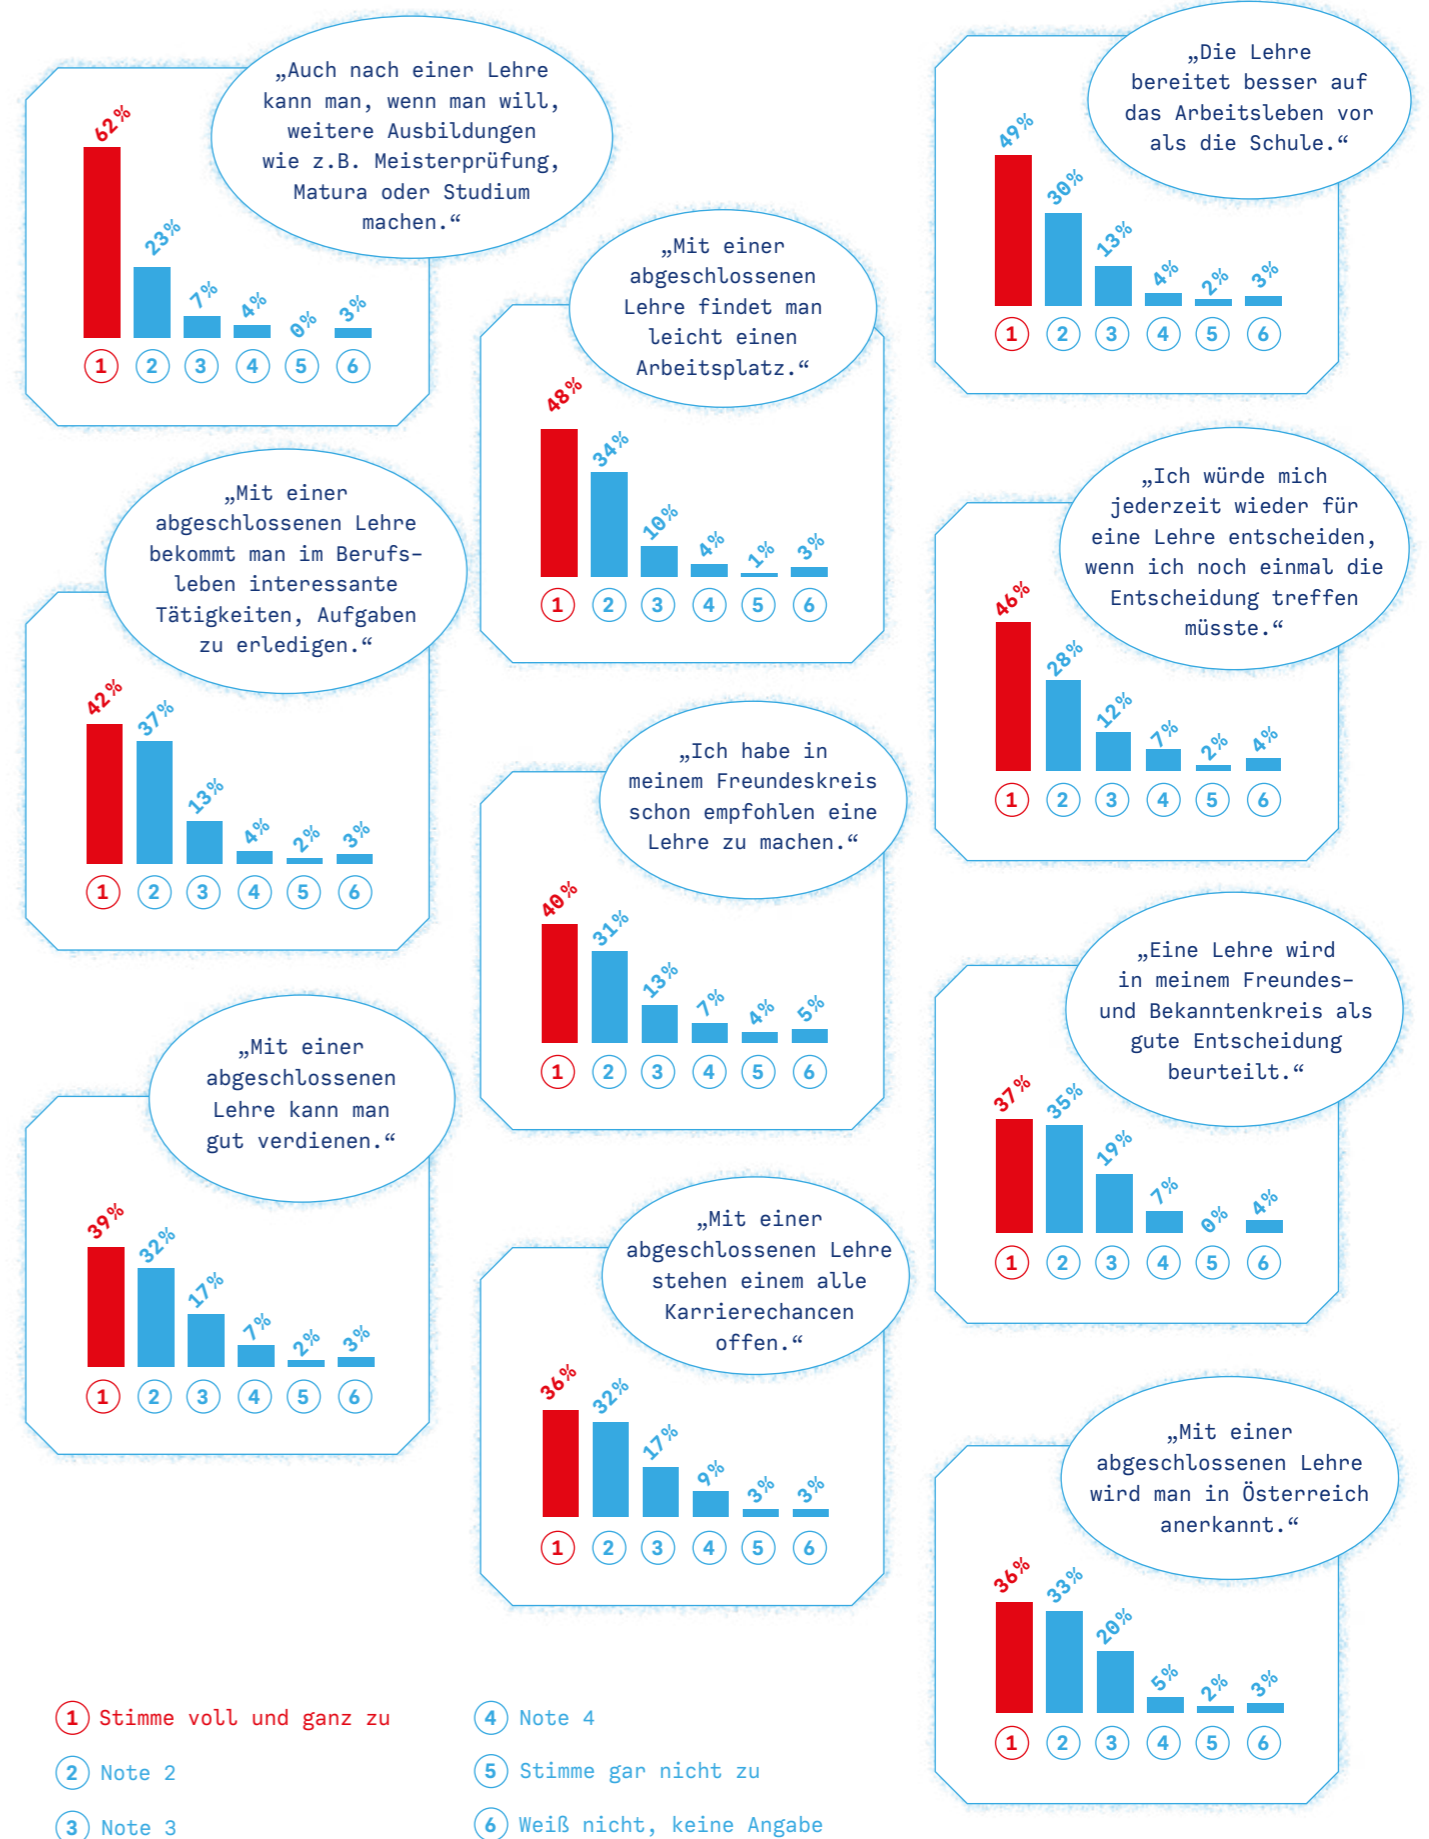 „Auch nach einer Lehre
kann man, wenn man will,
weitere Ausbildungen
wie z.B. Meisterprüfung,
Matura oder Studium
machen.“
62%
23%
7%
4%
0%
3%
1 2 3 4 5 6
„Mit einer
abgeschlossenen Lehre
bekommt man im Berufs-
leben interessante
Tätigkeiten, Aufgaben
zu erledigen.“
42%
37%
13%
4%
2%
3%
1 2 3 4 5 6
„Mit einer
abgeschlossenen
Lehre kann man
gut verdienen.“
39%
32%
17%
7%
2%
3%
1 2 3 4 5 6
„Mit einer
abgeschlossenen
Lehre findet man
leicht einen
Arbeitsplatz.“
48%
34%
10%
4%
1%
3%
1 2 3 4 5 6
„Ich habe in
meinem Freundeskreis
schon empfohlen eine
Lehre zu machen.“
40%
31%
13%
7%
4%
5%
1 2 3 4 5 6
„Mit einer
abgeschlossenen Lehre
stehen einem alle
Karrierechancen
offen.“
36%
32%
17%
9%
3%
3%
1 2 3 4 5 6
„Die Lehre
bereitet besser auf
das Arbeitsleben vor
als die Schule.“
49%
30%
13%
4%
2%
3%
1 2 3 4 5 6
„Ich würde mich
jederzeit wieder für
eine Lehre entscheiden,
wenn ich noch einmal die
Entscheidung treffen
müsste.“
46%
28%
12%
7%
2%
4%
1 2 3 4 5 6
„Eine Lehre wird
in meinem Freundes-
und Bekanntenkreis als
gute Entscheidung
beurteilt.“
37%
35%
19%
7%
0%
4%
1 2 3 4 5 6
„Mit einer
abgeschlossenen Lehre
wird man in Österreich
anerkannt.“
36%
33%
20%
5%
2%
3%
1 2 3 4 5 6
1 Stimme voll und ganz zu
2 Note 2
3 Note 3
4 Note 4
5 Stimme gar nicht zu
6 Weiß nicht, keine Angabe